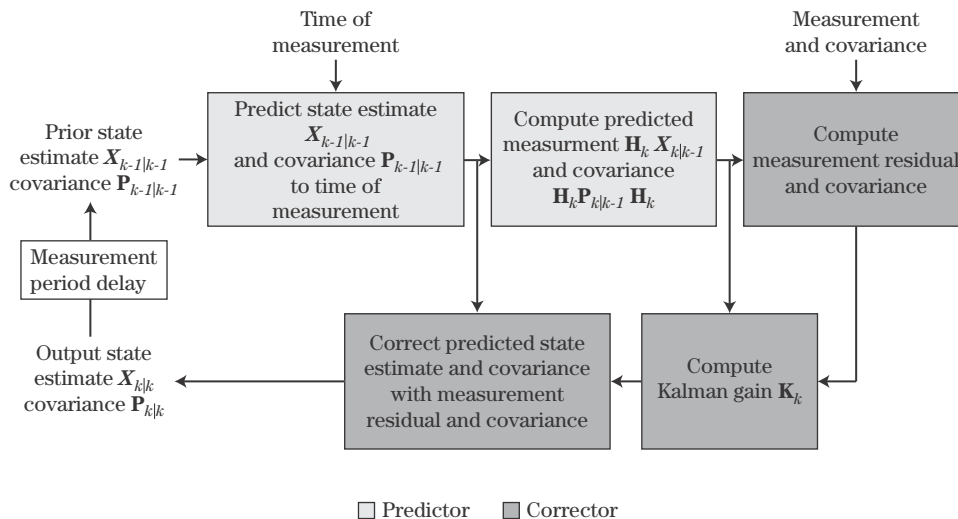 Time of
measurement
Measurement
and covariance
Prior state
estimate X_{k-1|k-1}
covariance P_{k-1|k-1}
Predict state estimate
X_{k-1|k-1}
and covariance P_{k-1|k-1}
to time of
measurement
Compute predicted
measurment H_k X_{k|k-1}
and covariance
H_k P_{k|k-1} H_k
Compute
measurement residual
and covariance
Measurement
period delay
Output state
estimate X_{k|k}
covariance P_{k|k}
Correct predicted state
estimate and covariance
with measurement
residual and covariance
Compute
Kalman gain K_k
Predictor
Corrector